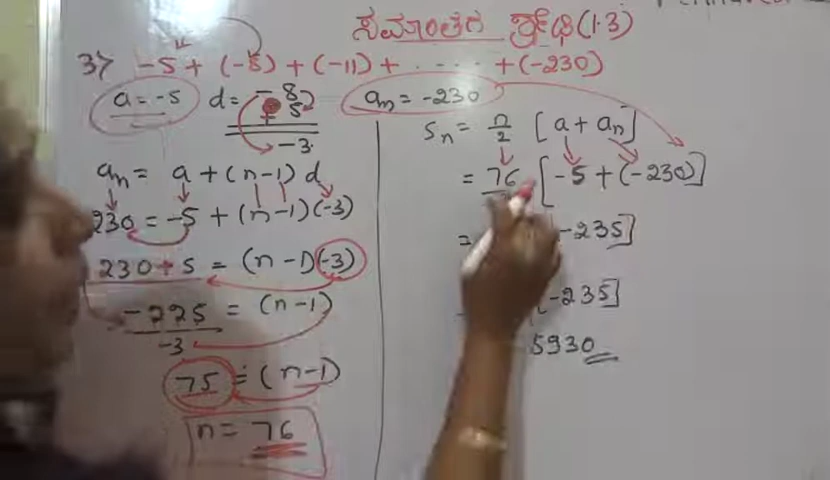 ಸಮಾಂತರ ಶ್ರೇಢಿ (1.3)
3> -5 + (-8) + (-11) + ..... + (-230)
a = -5 d = -8 + 5 an = -230
-3
an = a + (n-1) d
230 = -5 + (n-1)(-3)
230+5 = (n-1)(-3)
-225 = (n-1)
-3
75 = (n-1)
n = 76
Sn = n/2 [a + an]
= 76 [-5 + (-230)]
= -235]
-235]
5930